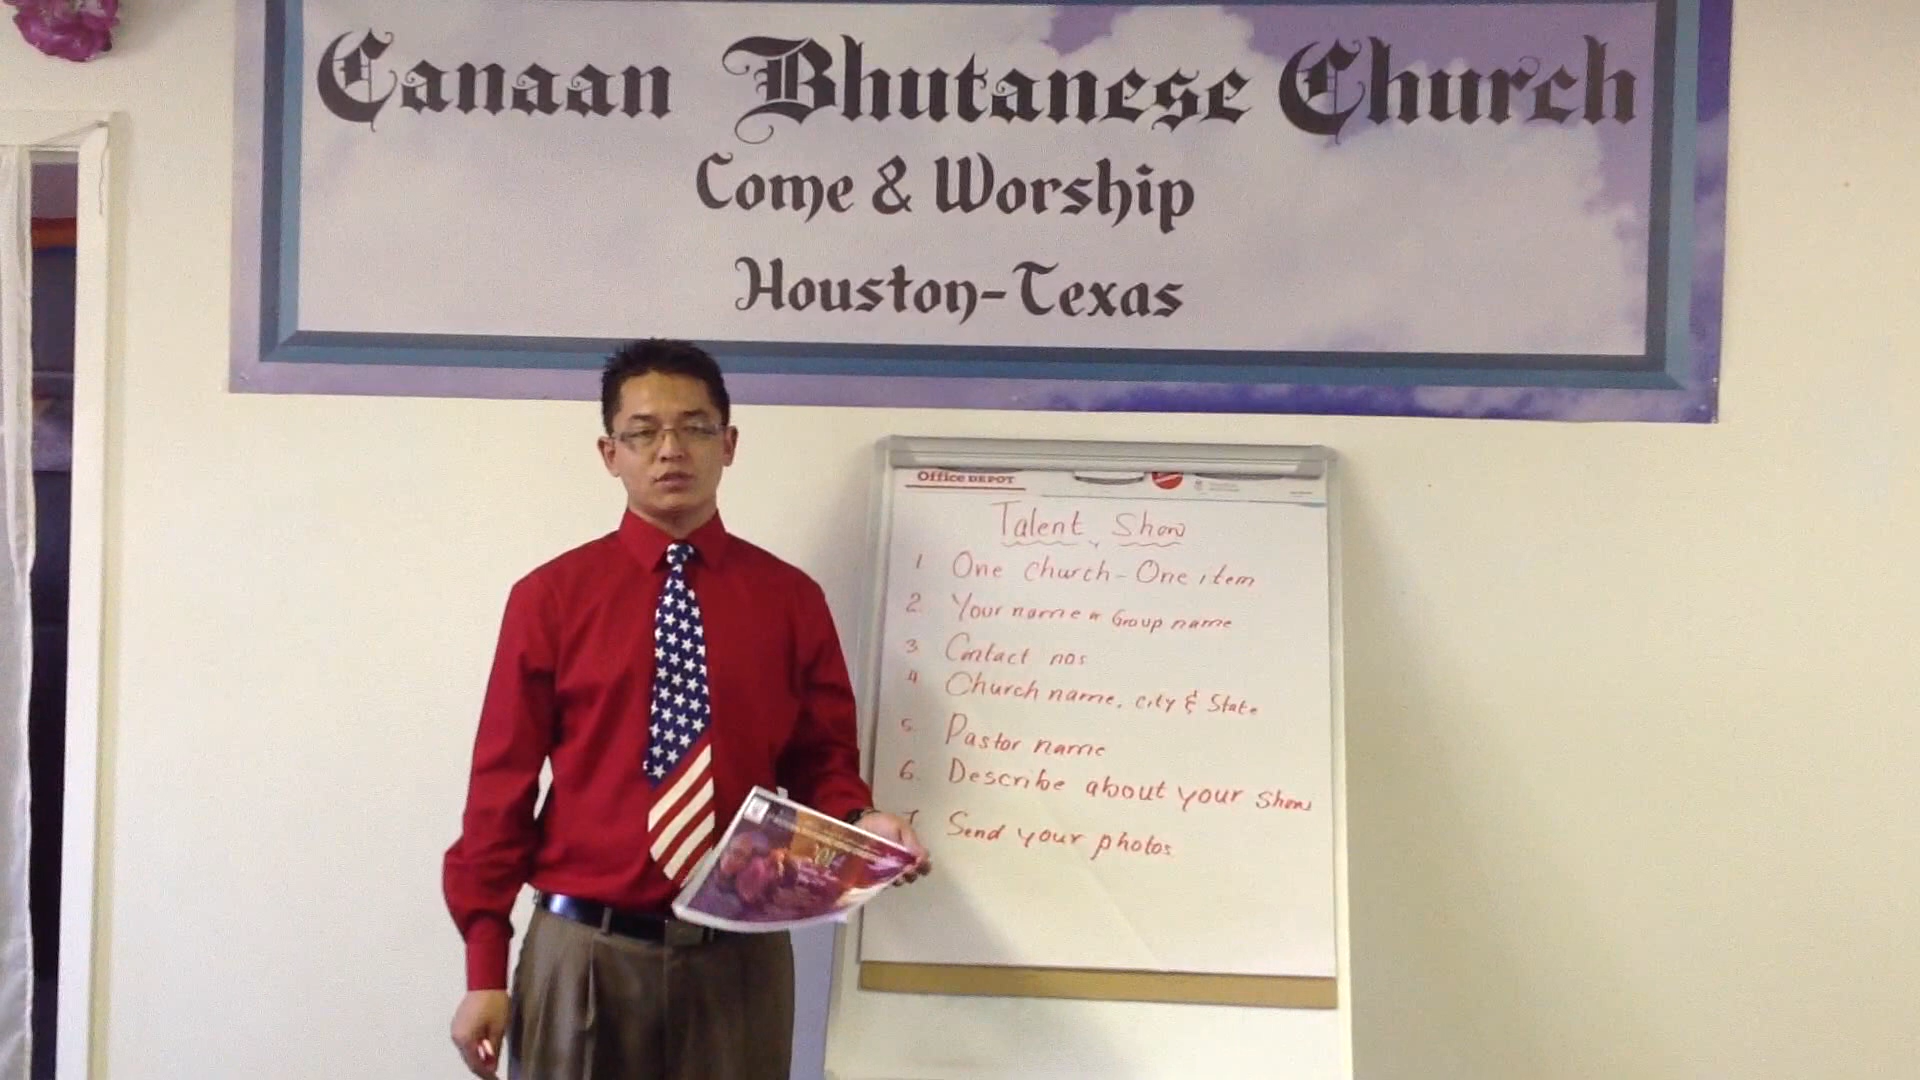 Canaan Bhutanese Church
Come & Worship
Houston-Texas
Office DEPOT
Talent Show
1 One church - One item
2. Your name or Group name
3 Contact nos
4 Church name, city & State
5. Pastor name
6. Describe about your show
7. Send your photos